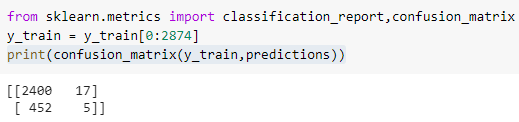 from sklearn.metrics import classification_report,confusion_matrix
y_train = y_train[0:2874]
print(confusion_matrix(y_train,predictions))
[[2400   17]
 [ 452    5]]